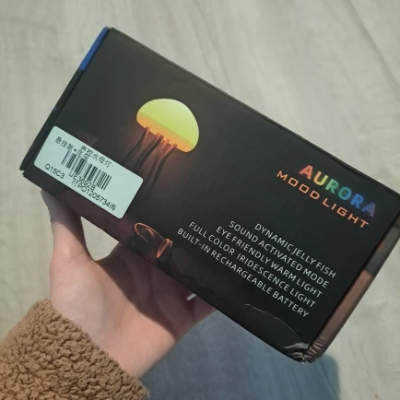 AURORA
MOOD LIGHT
DYNAMIC JELLY FISH
SOUND ACTIVATED MODE
EYE FRIENDLY WARM LIGHT
FULL COLOR IRIDESCENCE LIGHT
BUILT-IN RECHARGEABLE BATTERY
Q1SC3